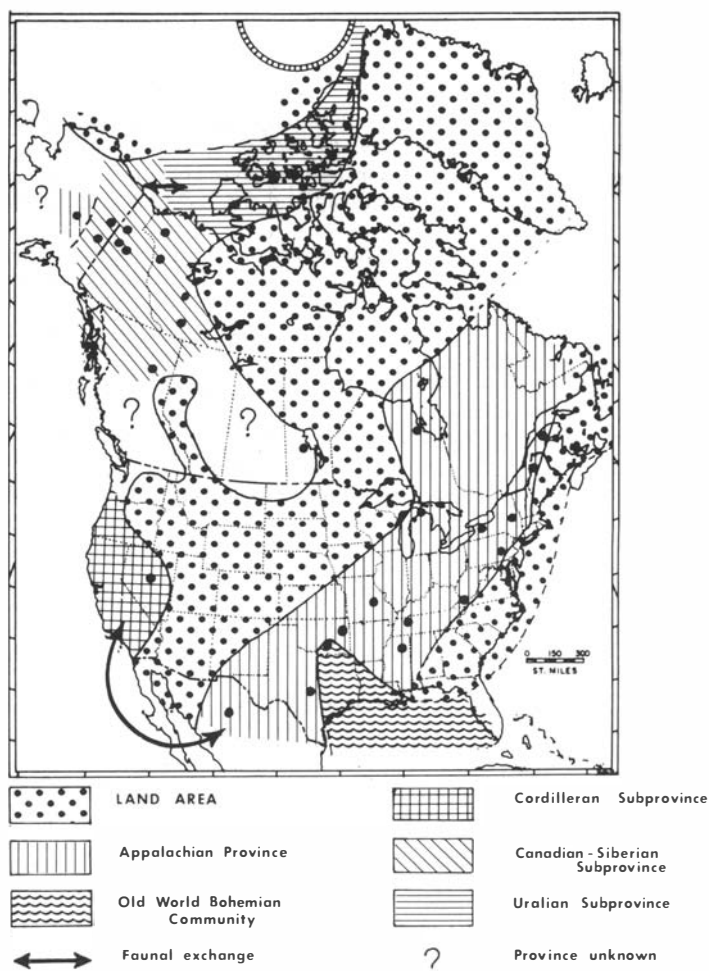 ?
?
?
0 150 300
ST. MILES
LAND AREA
Cordilleran Subprovince
Appalachian Province
Canadian - Siberian
Subprovince
Old World Bohemian
Community
Uralian Subprovince
Faunal exchange
? Province unknown